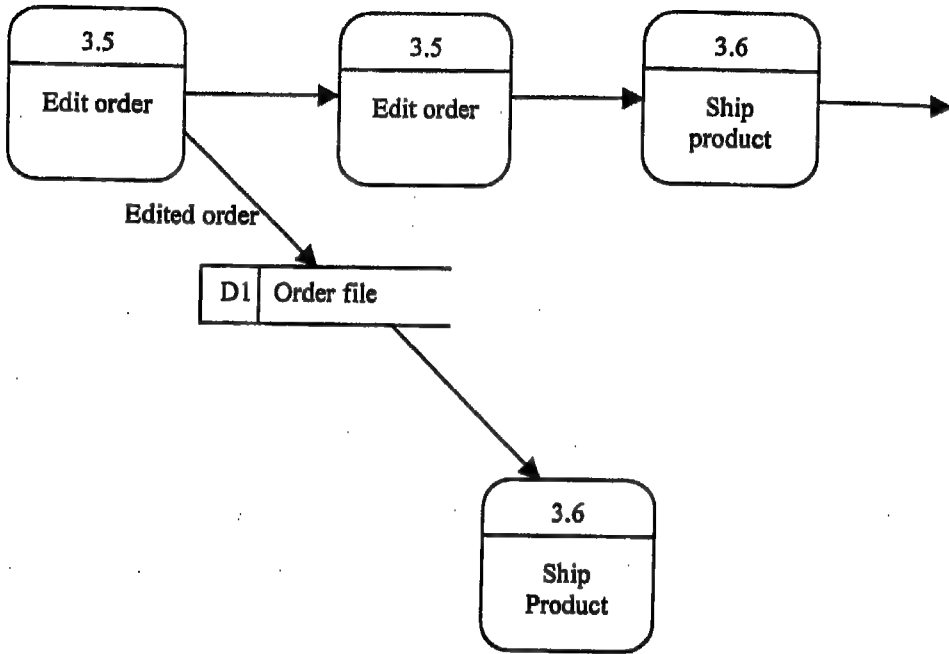 3.5
Edit order
3.5
Edit order
3.6
Ship
product
Edited order
D1 Order file
3.6
Ship
Product